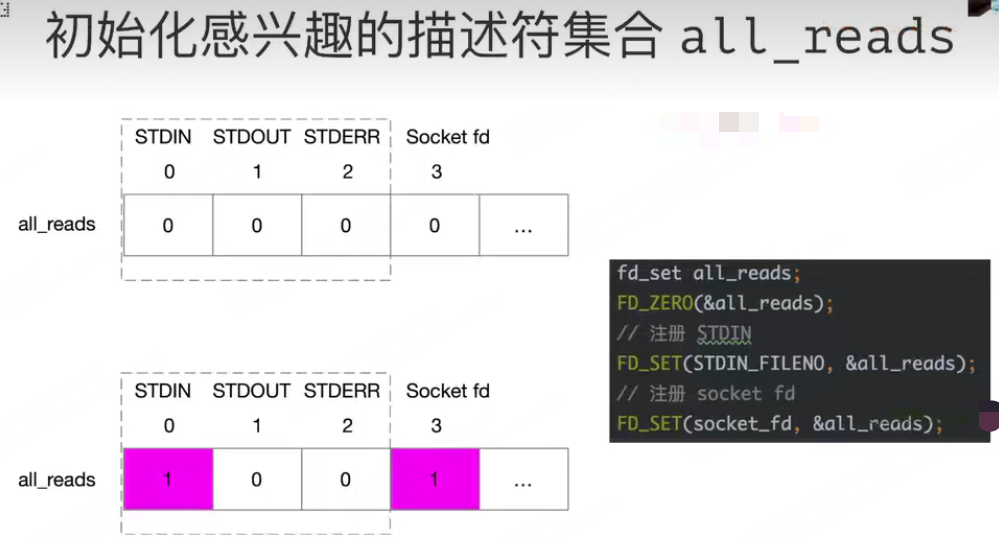 初始化感兴趣的描述符集合 all_reads
STDIN STDOUT STDERR Socket fd
0 1 2 3
all_reads 0 0 0 0 ...
fd_set all_reads;
FD_ZERO(&all_reads);
// 注册 STDIN
FD_SET(STDIN_FILENO, &all_reads);
// 注册 socket fd
FD_SET(socket_fd, &all_reads);
STDIN STDOUT STDERR Socket fd
0 1 2 3
all_reads 1 0 0 1 ...